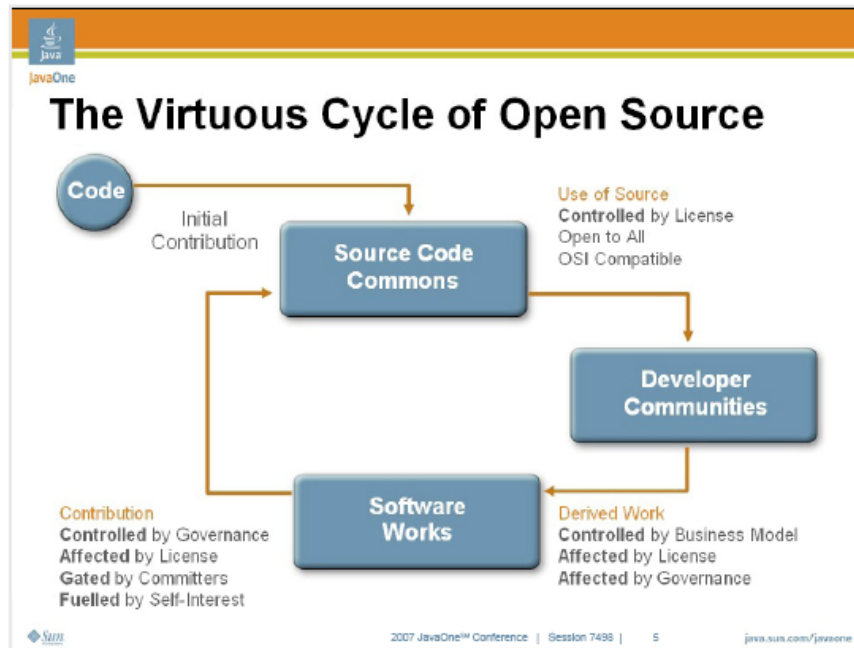 Java
JavaOne
The Virtuous Cycle of Open Source
Code
Initial
Contribution
Source Code
Commons
Use of Source
Controlled by License
Open to All
OSI Compatible
Developer
Communities
Software
Works
Contribution
Controlled by Governance
Affected by License
Gated by Committers
Fuelled by Self-Interest
Derived Work
Controlled by Business Model
Affected by License
Affected by Governance
Sun
2007 JavaOne℠ Conference | Session 7498 | 5
java.sun.com/javaone